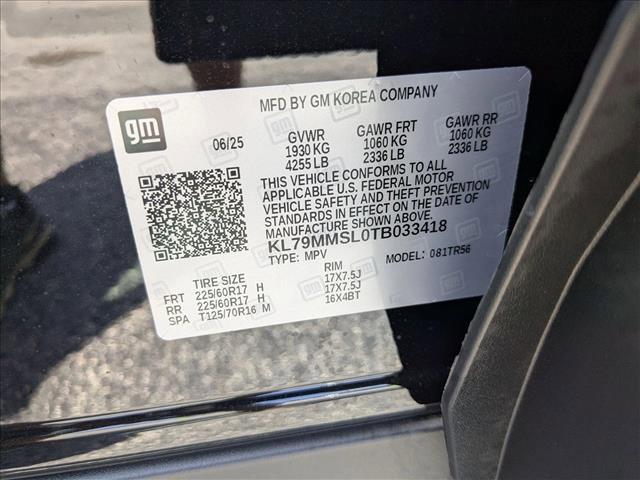 MFD BY GM KOREA COMPANY
gm
06/25 GVWR GAWR FRT GAWR RR
1930 KG 1060 KG 1060 KG
4255 LB 2336 LB 2336 LB
THIS VEHICLE CONFORMS TO ALL
APPLICABLE U.S. FEDERAL MOTOR
VEHICLE SAFETY AND THEFT PREVENTION
STANDARDS IN EFFECT ON THE DATE OF
MANUFACTURE SHOWN ABOVE.
KL79MMSL0TB033418
TYPE: MPV MODEL: 081TR56
TIRE SIZE RIM
FRT 225/60R17 H 17X7.5J
RR 225/60R17 H 17X7.5J
SPA T125/70R16 M 16X4BT